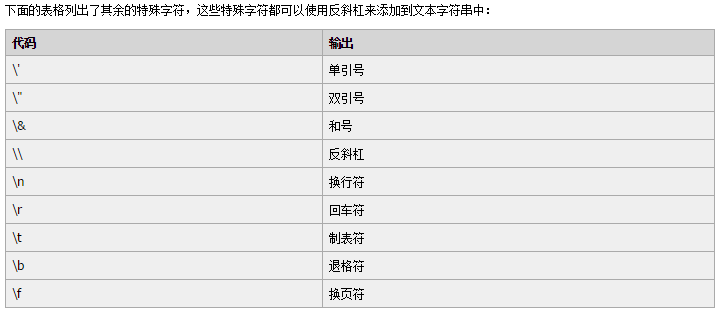 下面的表格列出了其余的特殊字符，这些特殊字符都可以使用反斜杠来添加到文本字符串中：
代码 输出
\' 单引号
\" 双引号
\& 和号
\\ 反斜杠
\n 换行符
\r 回车符
\t 制表符
\b 退格符
\f 换页符